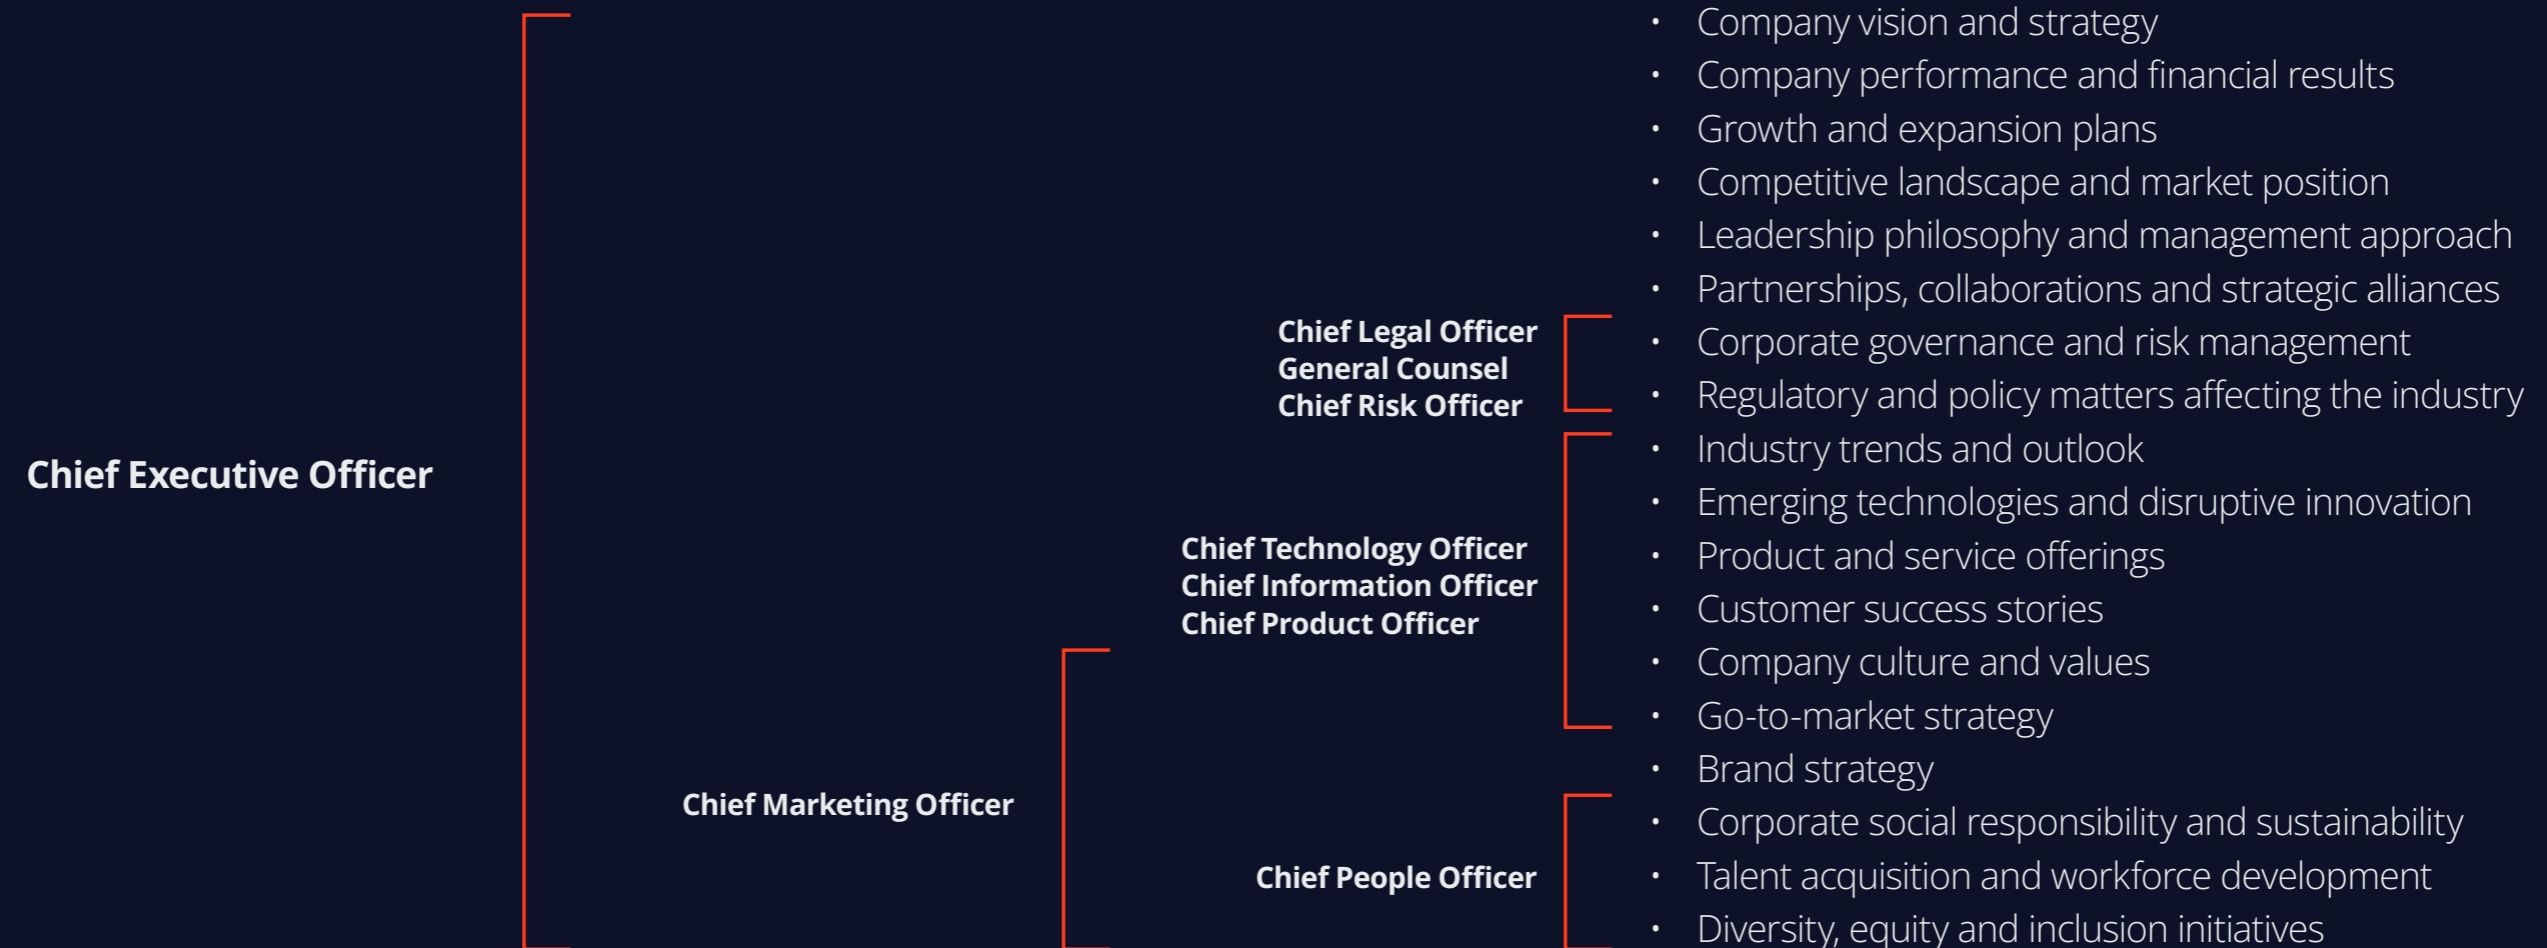 Chief Executive Officer
Chief Marketing Officer
Chief Legal Officer
General Counsel
Chief Risk Officer
Chief Technology Officer
Chief Information Officer
Chief Product Officer
Chief People Officer
• Company vision and strategy
• Company performance and financial results
• Growth and expansion plans
• Competitive landscape and market position
• Leadership philosophy and management approach
• Partnerships, collaborations and strategic alliances
• Corporate governance and risk management
• Regulatory and policy matters affecting the industry
• Industry trends and outlook
• Emerging technologies and disruptive innovation
• Product and service offerings
• Customer success stories
• Company culture and values
• Go-to-market strategy
• Brand strategy
• Corporate social responsibility and sustainability
• Talent acquisition and workforce development
• Diversity, equity and inclusion initiatives